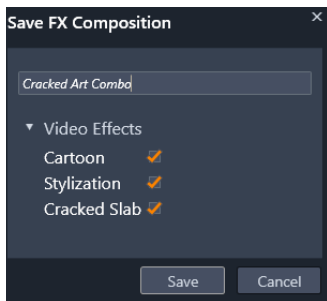 Save FX Composition
Cracked Art Combo
Video Effects
Cartoon
Stylization
Cracked Slab
Save Cancel